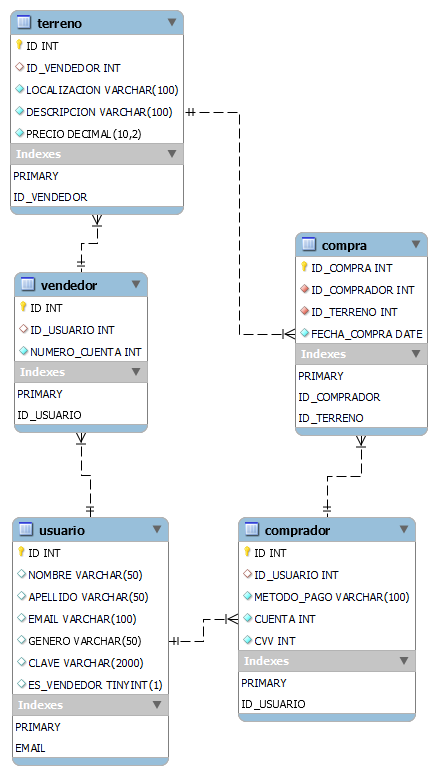 terreno
ID INT
ID_VENDEDOR INT
LOCALIZACION VARCHAR(100)
DESCRIPCION VARCHAR(100)
PRECIO DECIMAL(10,2)
Indexes
PRIMARY
ID_VENDEDOR
vendedor
ID INT
ID_USUARIO INT
NUMERO_CUENTA INT
Indexes
PRIMARY
ID_USUARIO
compra
ID_COMPRA INT
ID_COMPRADOR INT
ID_TERRENO INT
FECHA_COMPRA DATE
Indexes
PRIMARY
ID_COMPRADOR
ID_TERRENO
usuario
ID INT
NOMBRE VARCHAR(50)
APELLIDO VARCHAR(50)
EMAIL VARCHAR(100)
GENERO VARCHAR(50)
CLAVE VARCHAR(2000)
ES_VENDEDOR TINYINT(1)
Indexes
PRIMARY
EMAIL
comprador
ID INT
ID_USUARIO INT
METODO_PAGO VARCHAR(100)
CUENTA INT
CVV INT
Indexes
PRIMARY
ID_USUARIO